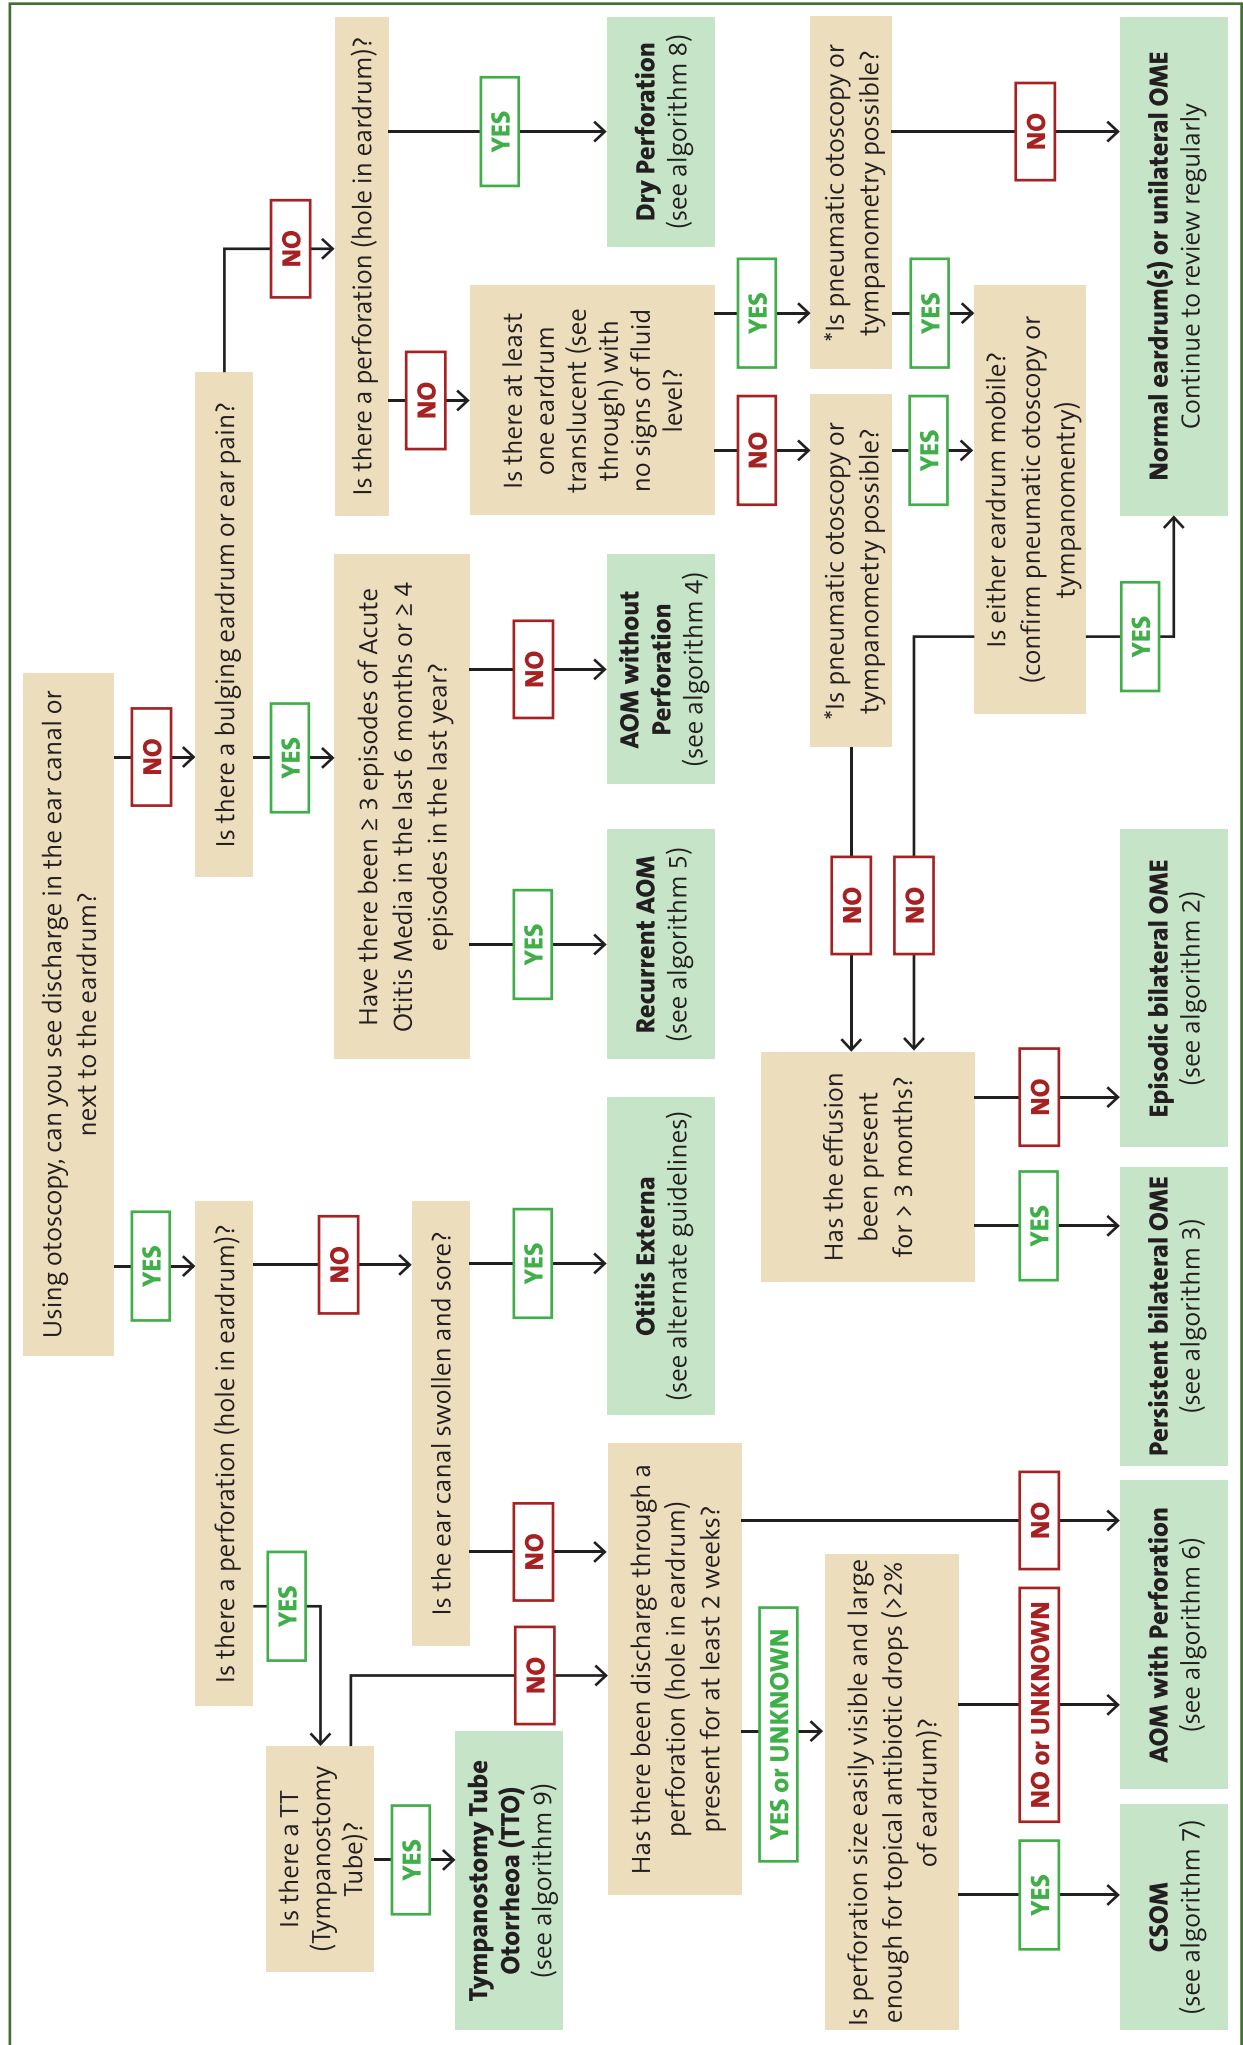 Using otoscopy, can you see discharge in the ear canal or
next to the eardrum?
YES
NO
Is there a perforation (hole in eardrum)?
Is there a bulging eardrum or ear pain?
YES
NO
YES
NO
Is there a TT
(Tympanostomy
Tube)?
Is the ear canal swollen and sore?
Have there been ≥ 3 episodes of Acute
Otitis Media in the last 6 months or ≥ 4
episodes in the last year?
Is there a perforation (hole in eardrum)?
YES
NO
NO
YES
YES
NO
NO
YES
Tympanostomy Tube
Otorrheoa (TTO)
(see algorithm 9)
Is there at least
one eardrum
translucent (see
through) with
no signs of fluid
level?
Has there been discharge through a
perforation (hole in eardrum)
present for at least 2 weeks?
Otitis Externa
(see alternate guidelines)
Recurrent AOM
(see algorithm 5)
AOM without
Perforation
(see algorithm 4)
Dry Perforation
(see algorithm 8)
YES or UNKNOWN
NO
YES
Is perforation size easily visible and large
enough for topical antibiotic drops (>2%
of eardrum)?
Has the effusion
been present
for > 3 months?
NO
NO
*Is pneumatic otoscopy or
tympanometry possible?
*Is pneumatic otoscopy or
tympanometry possible?
YES
YES
Is either eardrum mobile?
(confirm pneumatic otoscopy or
tympanomentry)
YES
NO or UNKNOWN
NO
YES
NO
YES
NO
CSOM
(see algorithm 7)
AOM with Perforation
(see algorithm 6)
Persistent bilateral OME
(see algorithm 3)
Episodic bilateral OME
(see algorithm 2)
Normal eardrum(s) or unilateral OME
Continue to review regularly